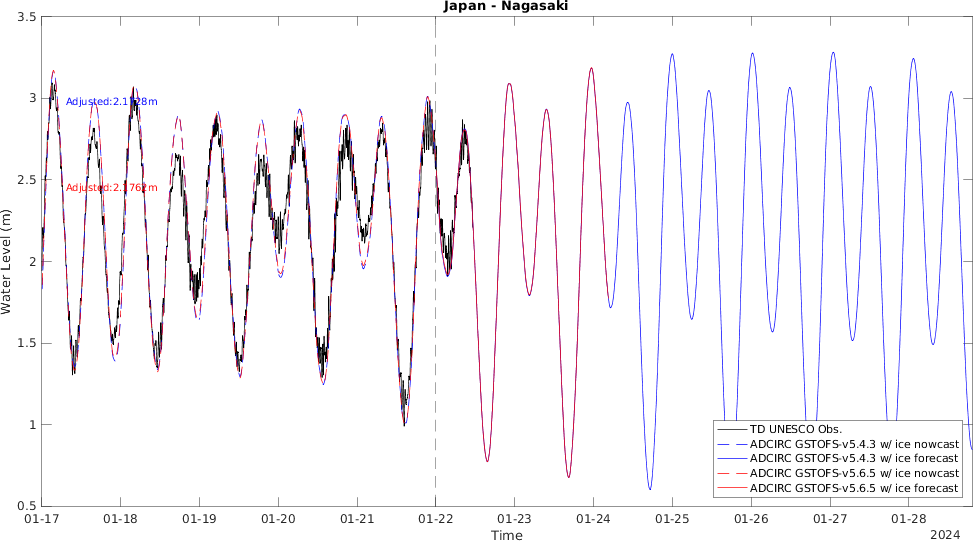 Japan - Nagasaki
3.5
3
2.5
2
1.5
1
0.5
Water Level (m)
Adjusted:2.1128m
Adjusted:2.1762m
TD UNESCO Obs.
ADCIRC GSTOFS-v5.4.3 w/ ice nowcast
ADCIRC GSTOFS-v5.4.3 w/ ice forecast
ADCIRC GSTOFS-v5.6.5 w/ ice nowcast
ADCIRC GSTOFS-v5.6.5 w/ ice forecast
01-17 01-18 01-19 01-20 01-21 01-22 01-23 01-24 01-25 01-26 01-27 01-28
Time
2024